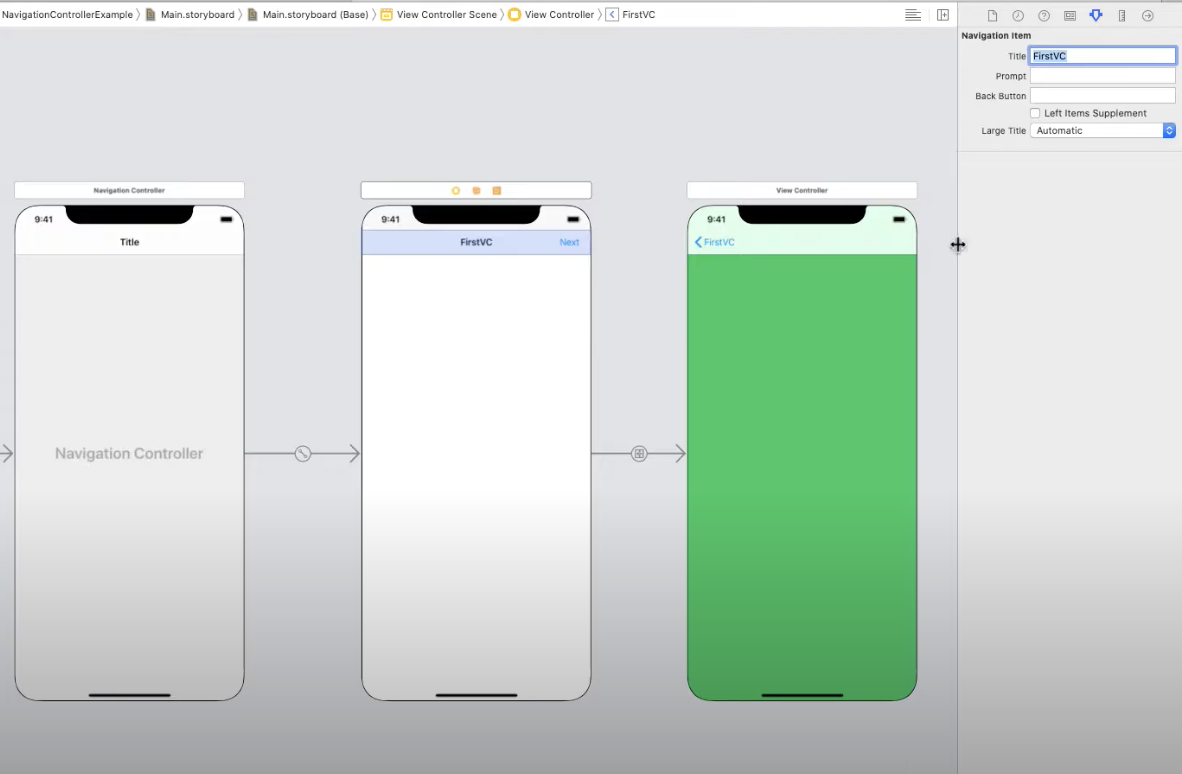 NavigationControllerExample Main.storyboard Main.storyboard (Base) View Controller Scene View Controller FirstVC
Navigation Item
Title FirstVC
Prompt
Back Button
Left Items Supplement
Large Title Automatic
Navigation Controller
9:41
Title
Navigation Controller
9:41
FirstVC Next
View Controller
9:41
FirstVC